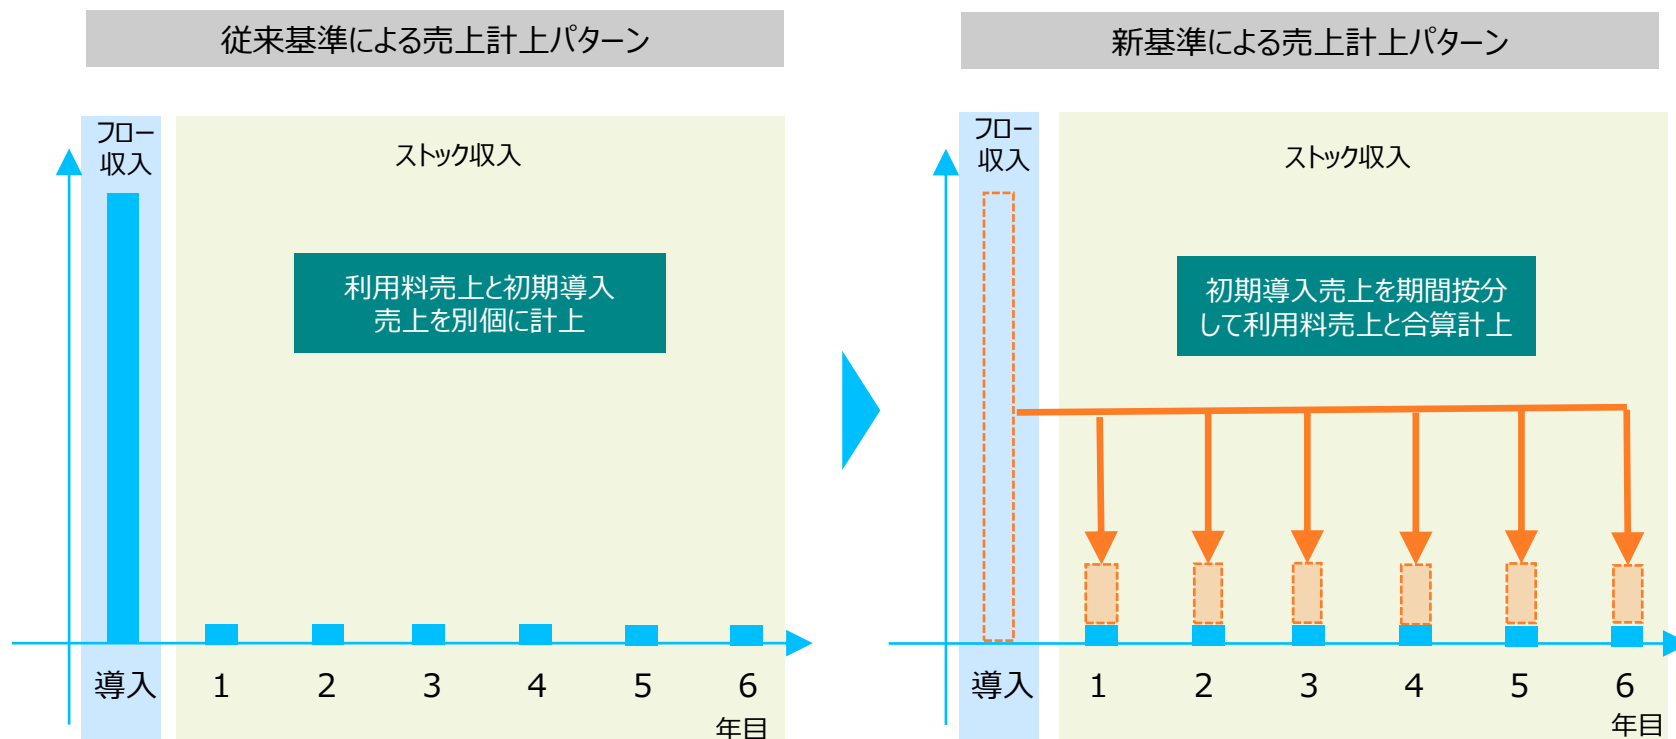 従来基準による売上計上パターン
フロー
収入
ストック収入
利用料売上と初期導入
売上を別個に計上
導入
1
2
3
4
5
6
年目
新基準による売上計上パターン
フロー
収入
ストック収入
初期導入売上を期間按分
して利用料売上と合算計上
導入
1
2
3
4
5
6
年目